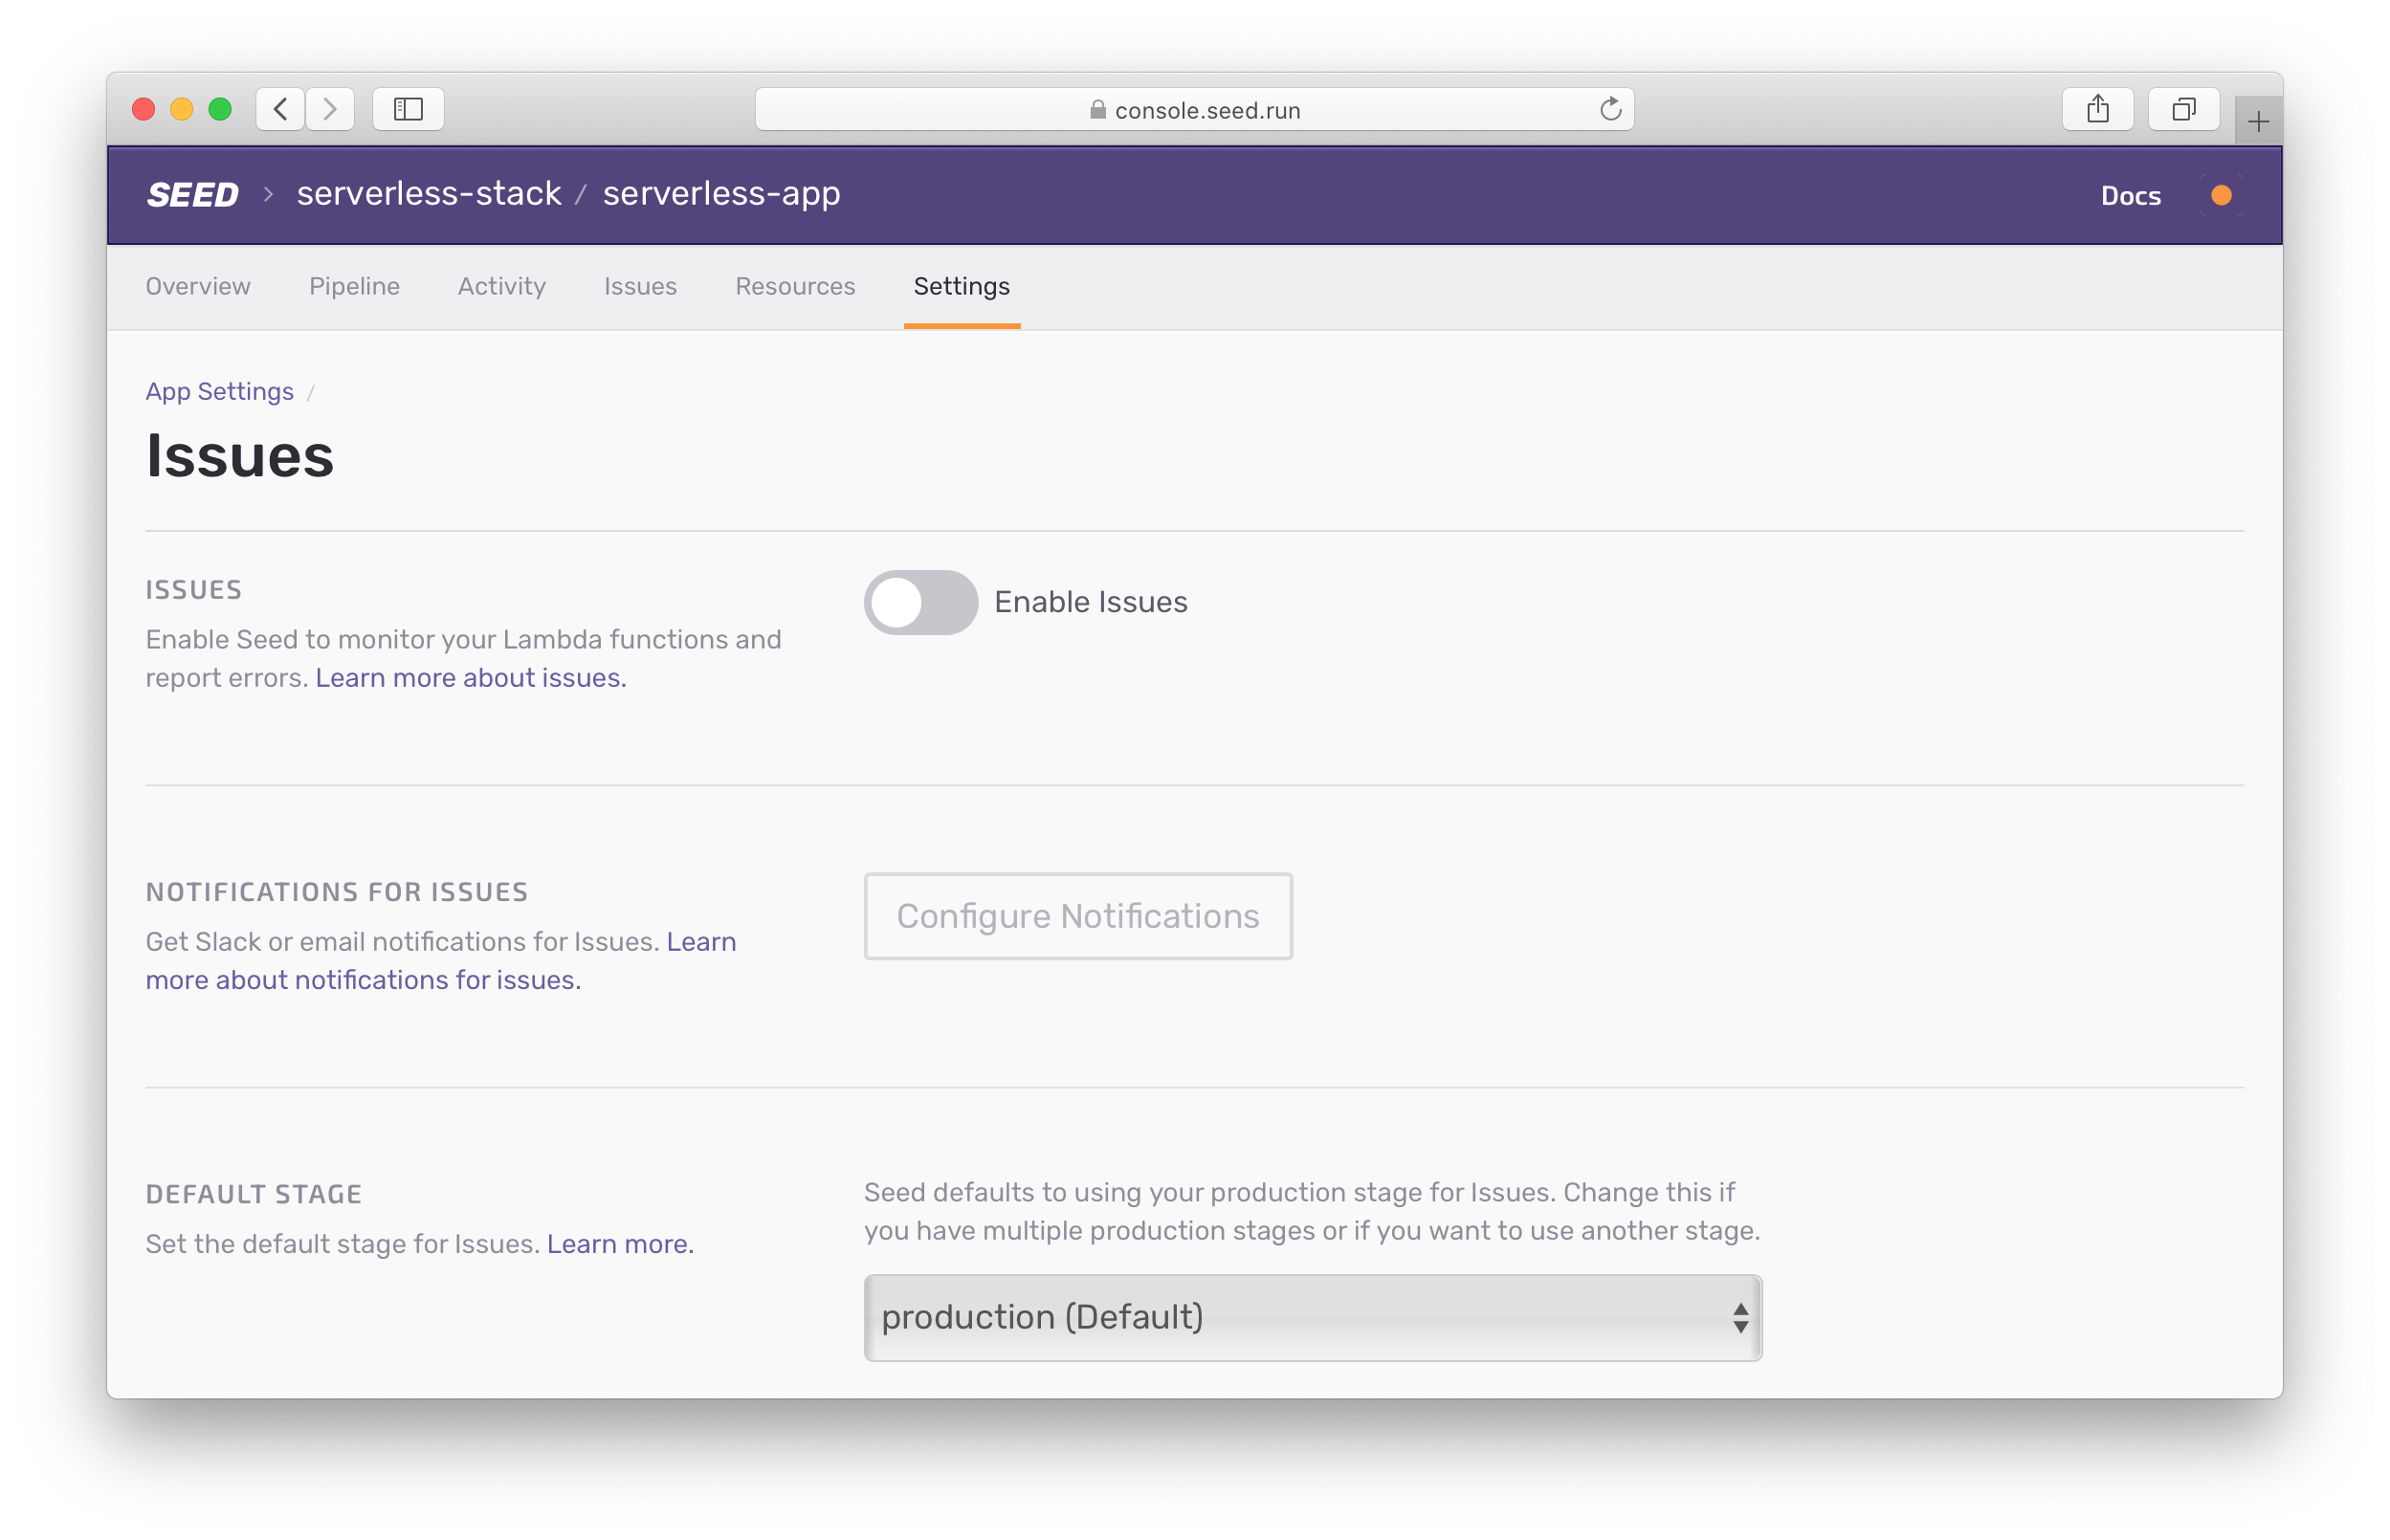 console.seed.run
SEED > serverless-stack / serverless-app Docs
Overview Pipeline Activity Issues Resources Settings
App Settings /
Issues
ISSUES
Enable Seed to monitor your Lambda functions and
report errors. Learn more about issues.
Enable Issues
NOTIFICATIONS FOR ISSUES
Get Slack or email notifications for Issues. Learn
more about notifications for issues.
Configure Notifications
DEFAULT STAGE
Set the default stage for Issues. Learn more.
Seed defaults to using your production stage for Issues. Change this if
you have multiple production stages or if you want to use another stage.
production (Default)